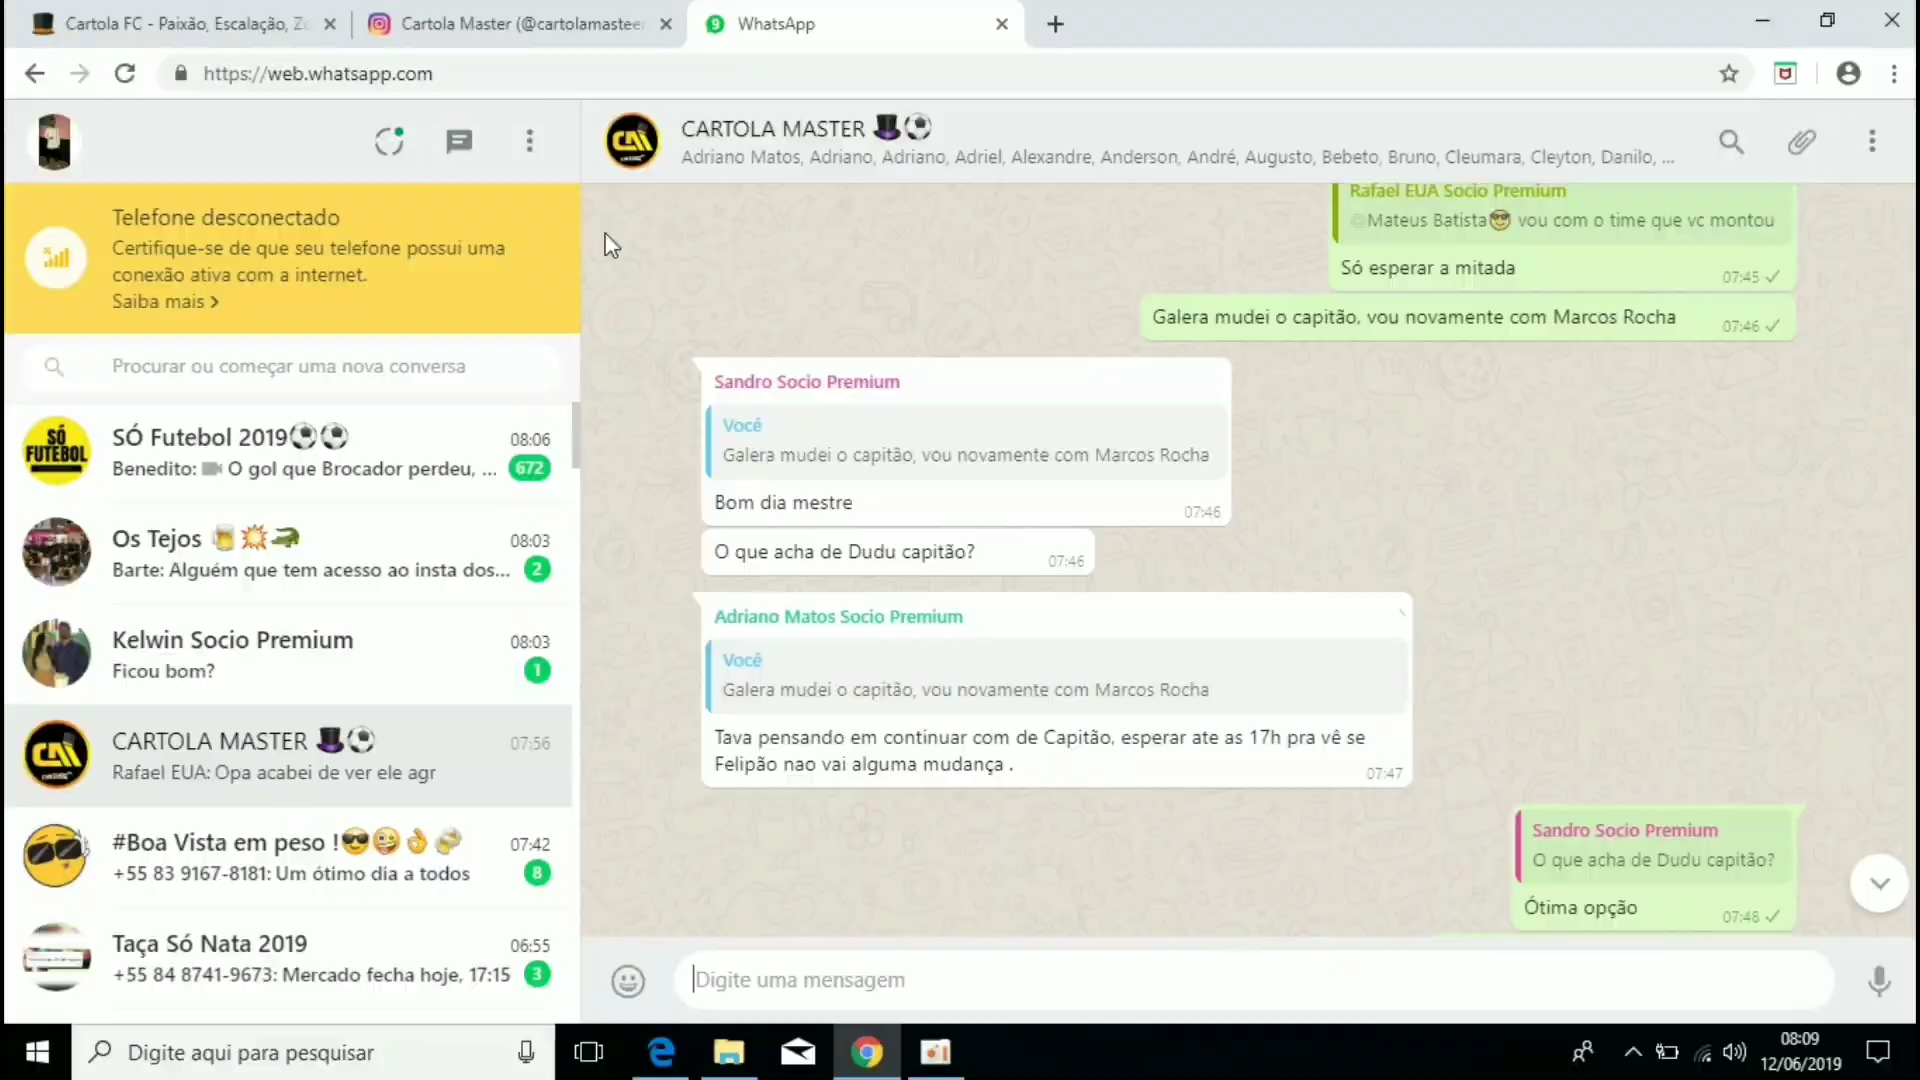 Cartola FC - Paixão, Escalação, Zo
Cartola Master (@cartolamasteer
9
WhatsApp
https://web.whatsapp.com
Telefone desconectado
Certifique-se de que seu telefone possui uma
conexão ativa com a internet.
Saiba mais >
Procurar ou começar uma nova conversa
SÓ FUTEBOL
SÓ Futebol 2019⚽⚽ 08:06
Benedito: O gol que Brocador perdeu, ... 672
Os Tejos 🍺💥🐊 08:03
Barte: Alguém que tem acesso ao insta dos... 2
Kelwin Socio Premium 08:03
Ficou bom? 1
CM
CARTOLA MASTER 🎩⚽ 07:56
Rafael EUA: Opa acabei de ver ele agr
#Boa Vista em peso !😎🤪👌🍻 07:42
+55 83 9167-8181: Um ótimo dia a todos 8
Taça Só Nata 2019 06:55
+55 84 8741-9673: Mercado fecha hoje, 17:15 3
CM
CARTOLA MASTER 🎩⚽
Adriano Matos, Adriano, Adriano, Adriel, Alexandre, Anderson, André, Augusto, Bebeto, Bruno, Cleumara, Cleyton, Danilo, ...
Rafael EUA Socio Premium
@Mateus Batista😎 vou com o time que vc montou
Só esperar a mitada 07:45
Galera mudei o capitão, vou novamente com Marcos Rocha 07:46
Sandro Socio Premium
Você
Galera mudei o capitão, vou novamente com Marcos Rocha
Bom dia mestre 07:46
O que acha de Dudu capitão? 07:46
Adriano Matos Socio Premium
Você
Galera mudei o capitão, vou novamente com Marcos Rocha
Tava pensando em continuar com de Capitão, esperar ate as 17h pra vê se
Felipão nao vai alguma mudança . 07:47
Sandro Socio Premium
O que acha de Dudu capitão?
Ótima opção 07:48
Digite uma mensagem
Digite aqui para pesquisar
08:09
12/06/2019